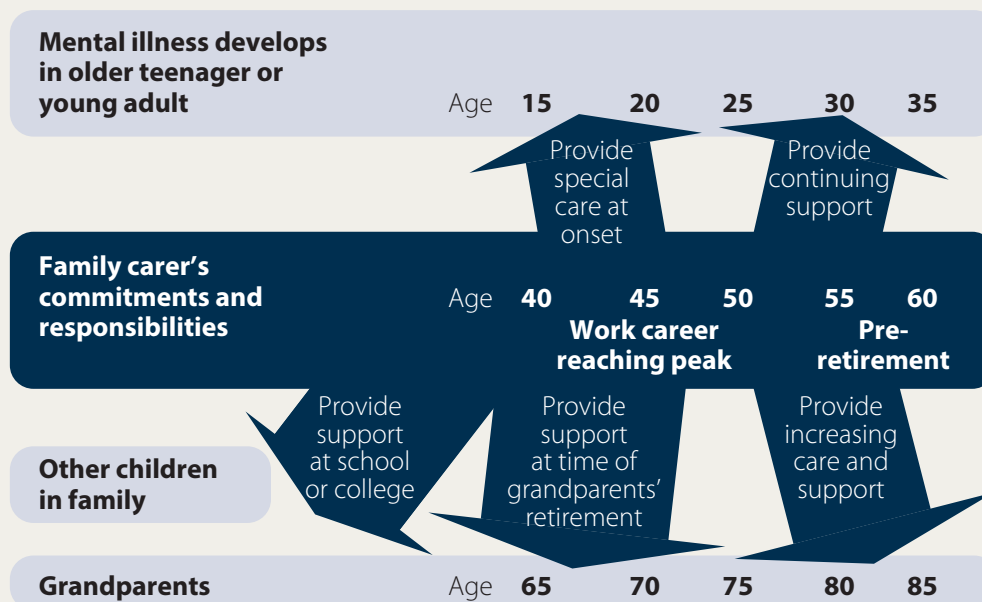 Mental illness develops
in older teenager or
young adult
Age 15 20 25 30 35
Provide
special
care at
onset
Provide
continuing
support
Family carer’s
commitments and
responsibilities
Age 40 45 50 55 60
Work career
reaching peak
Pre-
retirement
Provide
support
at school
or college
Provide
support
at time of
grandparents’
retirement
Provide
increasing
care and
support
Other children
in family
Grandparents
Age 65 70 75 80 85